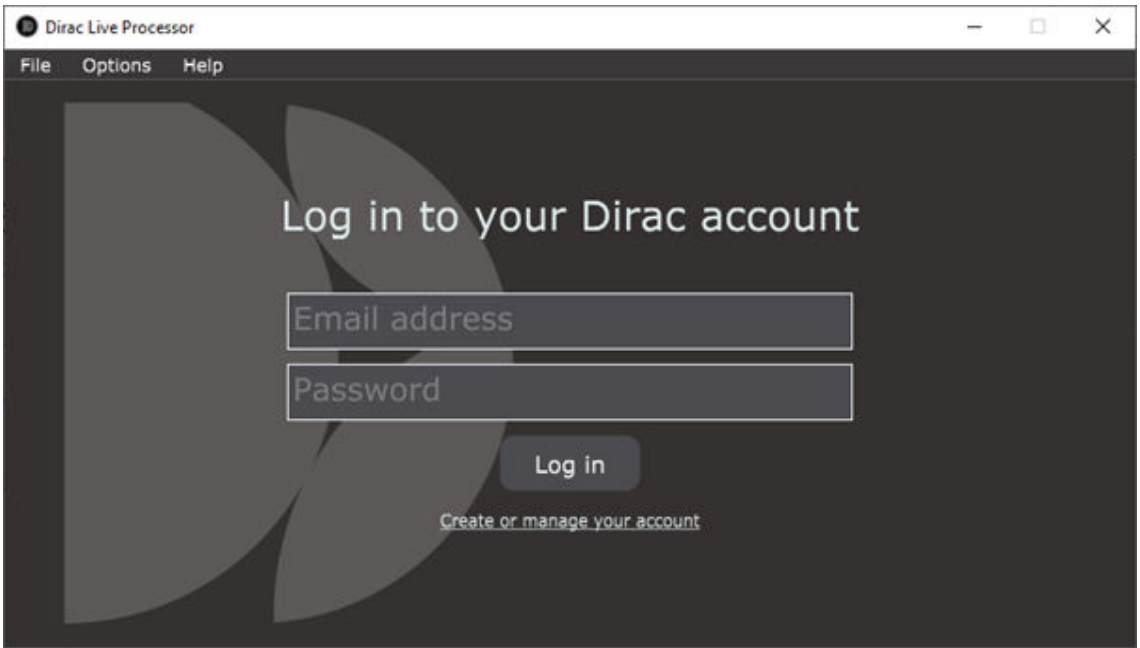 Dirac Live Processor
File Options Help
Log in to your Dirac account
Email address
Password
Log in
Create or manage your account